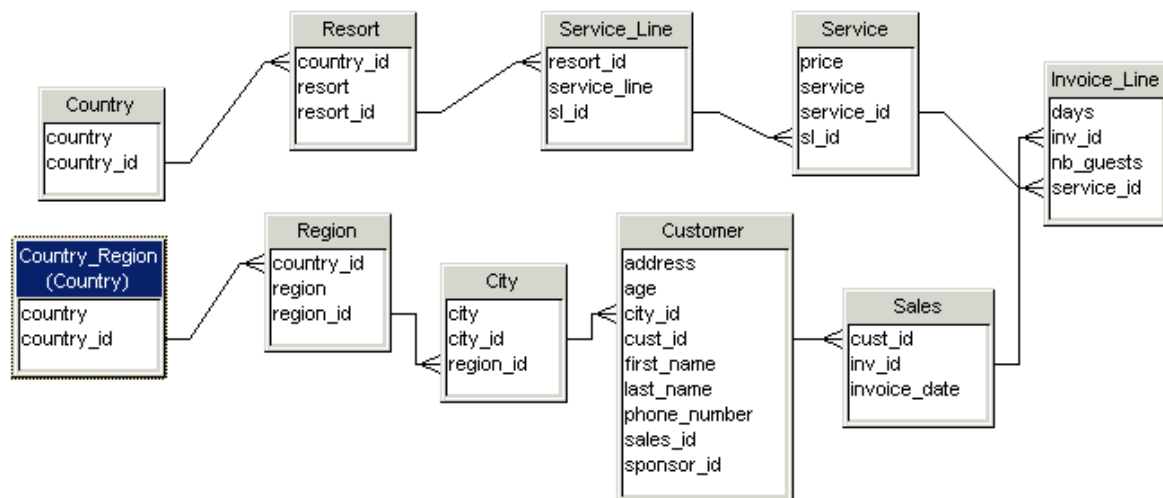 Country
country
country_id
Resort
country_id
resort
resort_id
Service_Line
resort_id
service_line
sl_id
Service
price
service
service_id
sl_id
Invoice_Line
days
inv_id
nb_guests
service_id
Country_Region
(Country)
country
country_id
Region
country_id
region
region_id
City
city
city_id
region_id
Customer
address
age
city_id
cust_id
first_name
last_name
phone_number
sales_id
sponsor_id
Sales
cust_id
inv_id
invoice_date